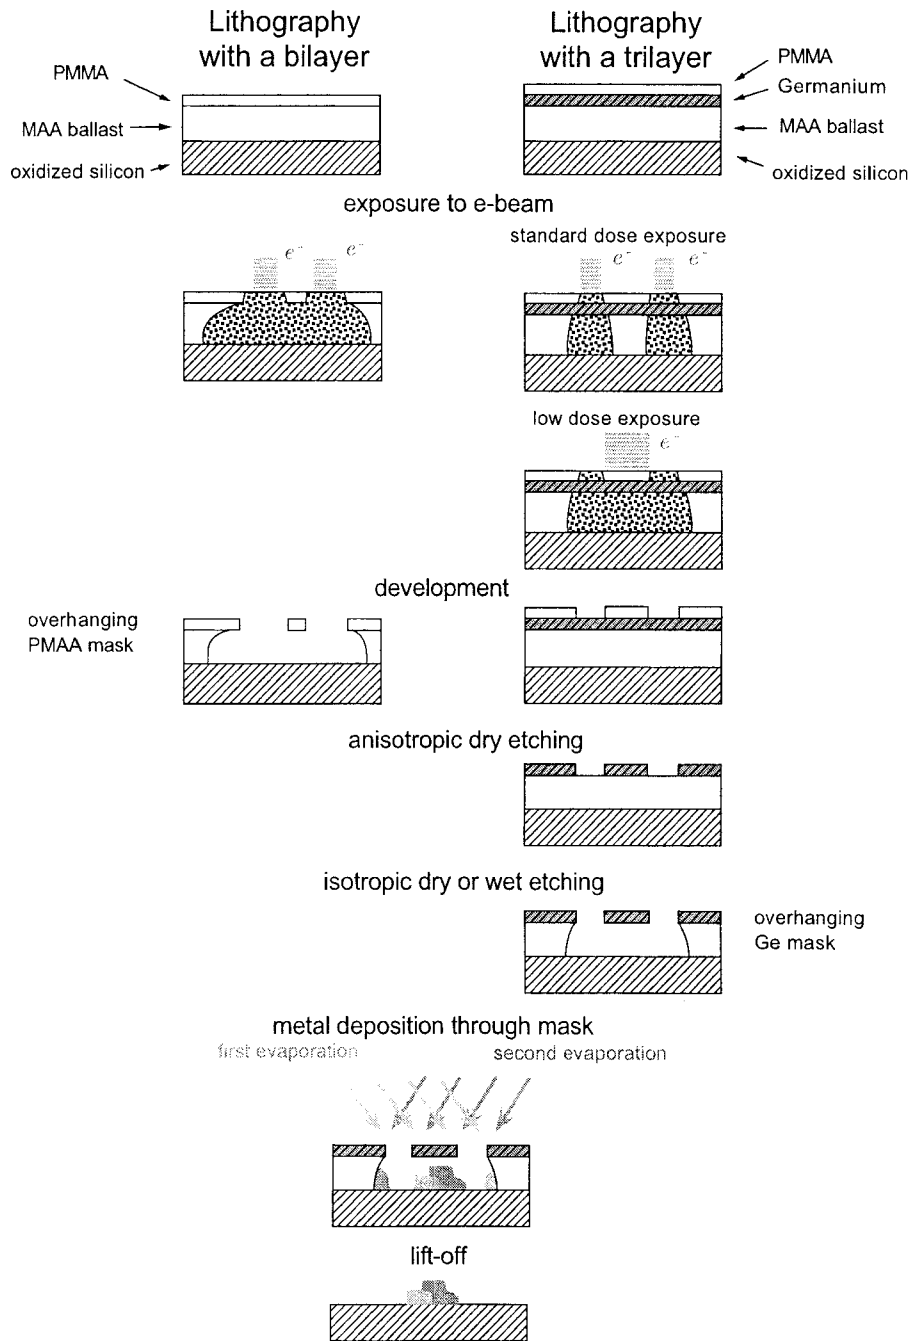 Lithography
with a bilayer
Lithography
with a trilayer
PMMA
MAA ballast
oxidized silicon
PMMA
Germanium
MAA ballast
oxidized silicon
exposure to e-beam
e⁻ e⁻
standard dose exposure
e⁻ e⁻
low dose exposure
e⁻
development
overhanging
PMAA mask
anisotropic dry etching
isotropic dry or wet etching
overhanging
Ge mask
metal deposition through mask
first evaporation
second evaporation
lift-off